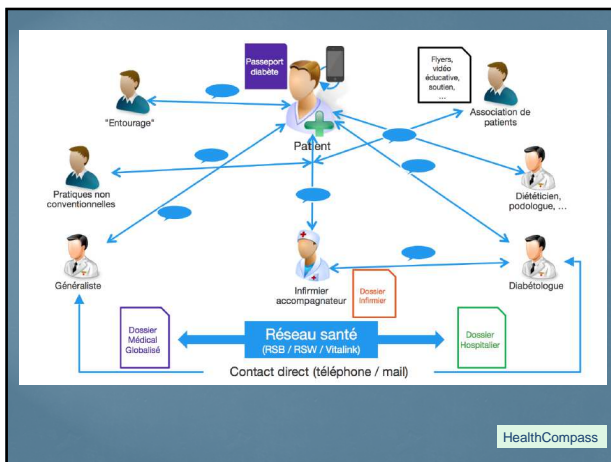 Passeport
diabète
Flyers,
vidéo
éducative,
soutien,
...
"Entourage"
Association de
patients
Patient
Pratiques non
conventionnelles
Diététicien,
podologue, ...
Généraliste
Infirmier
accompagnateur
Diabétologue
Dossier
Infirmier
Dossier
Médical
Globalisé
Réseau santé
(RSB / RSW / Vitalink)
Dossier
Hospitalier
Contact direct (téléphone / mail)
HealthCompass